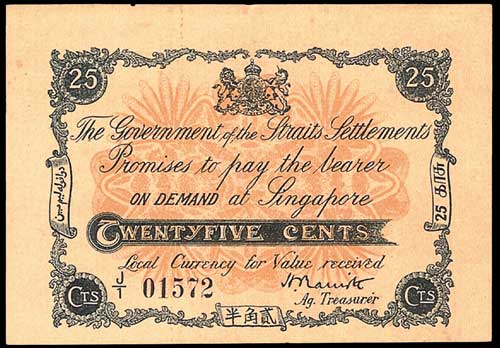 25 25
The Government of the Straits Settlements
Promises to pay the bearer
ON DEMAND at Singapore
TWENTYFIVE CENTS
Local Currency for Value received
J/1 01572
Ag. Treasurer
25 காசு
CTS CTS
半角貳